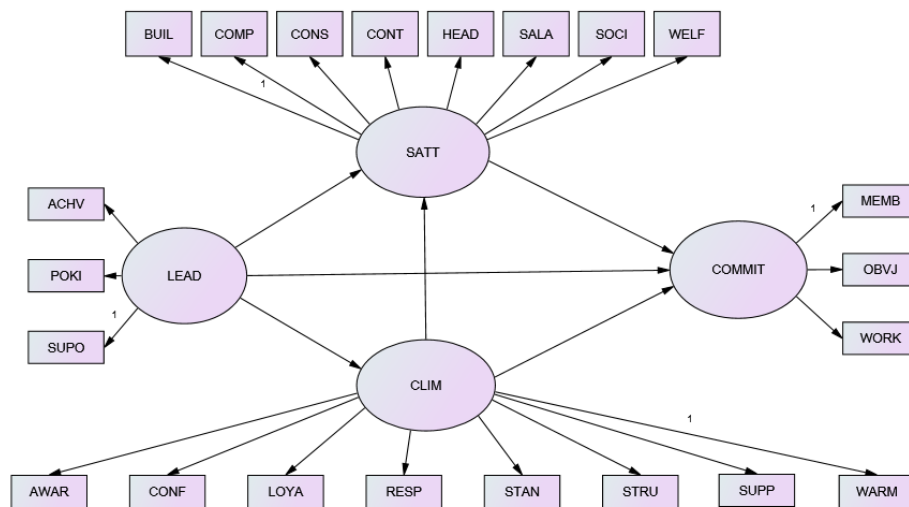 BUIL COMP CONS CONT HEAD SALA SOCI WELF
1
SATT
ACHV
MEMB
1
POKI
LEAD
COMMIT
OBVJ
1
SUPO
WORK
CLIM
1
AWAR CONF LOYA RESP STAN STRU SUPP WARM